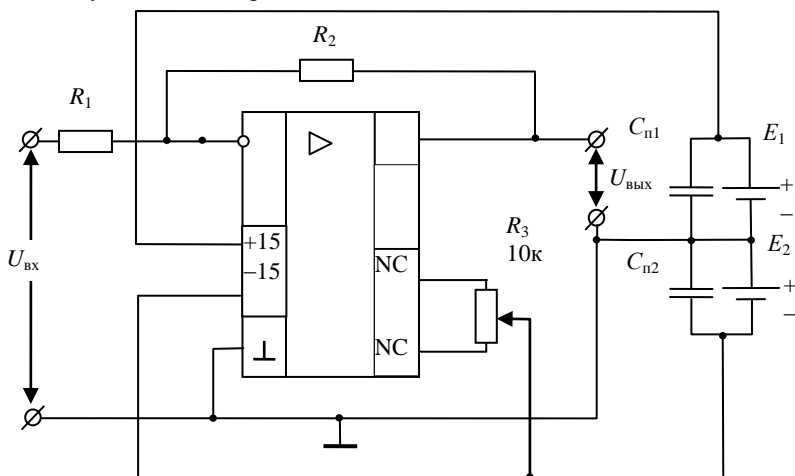 R₂
R₁
Cп1
E₁
+
−
Uвых
R₃
10к
E₂
+
−
Cп2
Uвх
+15
−15
NC
NC